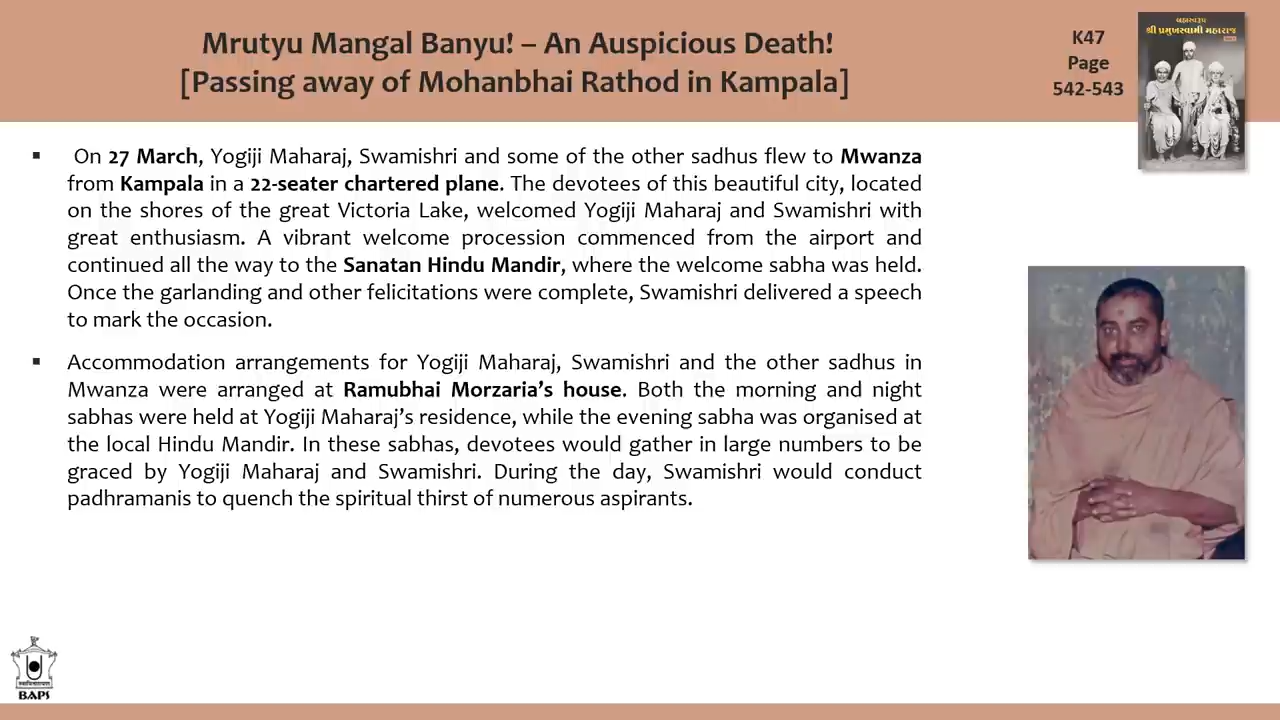 Mrutyu Mangal Banyu! – An Auspicious Death!
[Passing away of Mohanbhai Rathod in Kampala]
K47
Page
542-543
બ્રહ્મસ્વરૂપ
શ્રી પ્રમુખસ્વામી મહારાજ
▪ On 27 March, Yogiji Maharaj, Swamishri and some of the other sadhus flew to Mwanza
from Kampala in a 22-seater chartered plane. The devotees of this beautiful city, located
on the shores of the great Victoria Lake, welcomed Yogiji Maharaj and Swamishri with
great enthusiasm. A vibrant welcome procession commenced from the airport and
continued all the way to the Sanatan Hindu Mandir, where the welcome sabha was held.
Once the garlanding and other felicitations were complete, Swamishri delivered a speech
to mark the occasion.
▪ Accommodation arrangements for Yogiji Maharaj, Swamishri and the other sadhus in
Mwanza were arranged at Ramubhai Morzaria’s house. Both the morning and night
sabhas were held at Yogiji Maharaj’s residence, while the evening sabha was organised at
the local Hindu Mandir. In these sabhas, devotees would gather in large numbers to be
graced by Yogiji Maharaj and Swamishri. During the day, Swamishri would conduct
padhramanis to quench the spiritual thirst of numerous aspirants.
BAPS